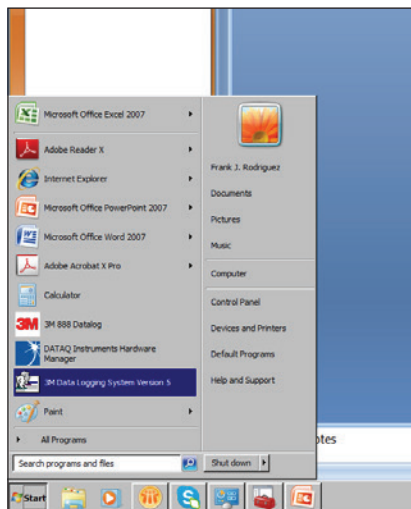 Microsoft Office Excel 2007
Adobe Reader X
Internet Explorer
Microsoft Office PowerPoint 2007
Microsoft Office Word 2007
Adobe Acrobat X Pro
Calculator
3M 3M 888 Datalog
DATAQ Instruments Hardware
Manager
3M Data Logging System Version 5
Paint
All Programs
Search programs and files
Frank J. Rodriguez
Documents
Pictures
Music
Computer
Control Panel
Devices and Printers
Default Programs
Help and Support
Shut down
otes
Start